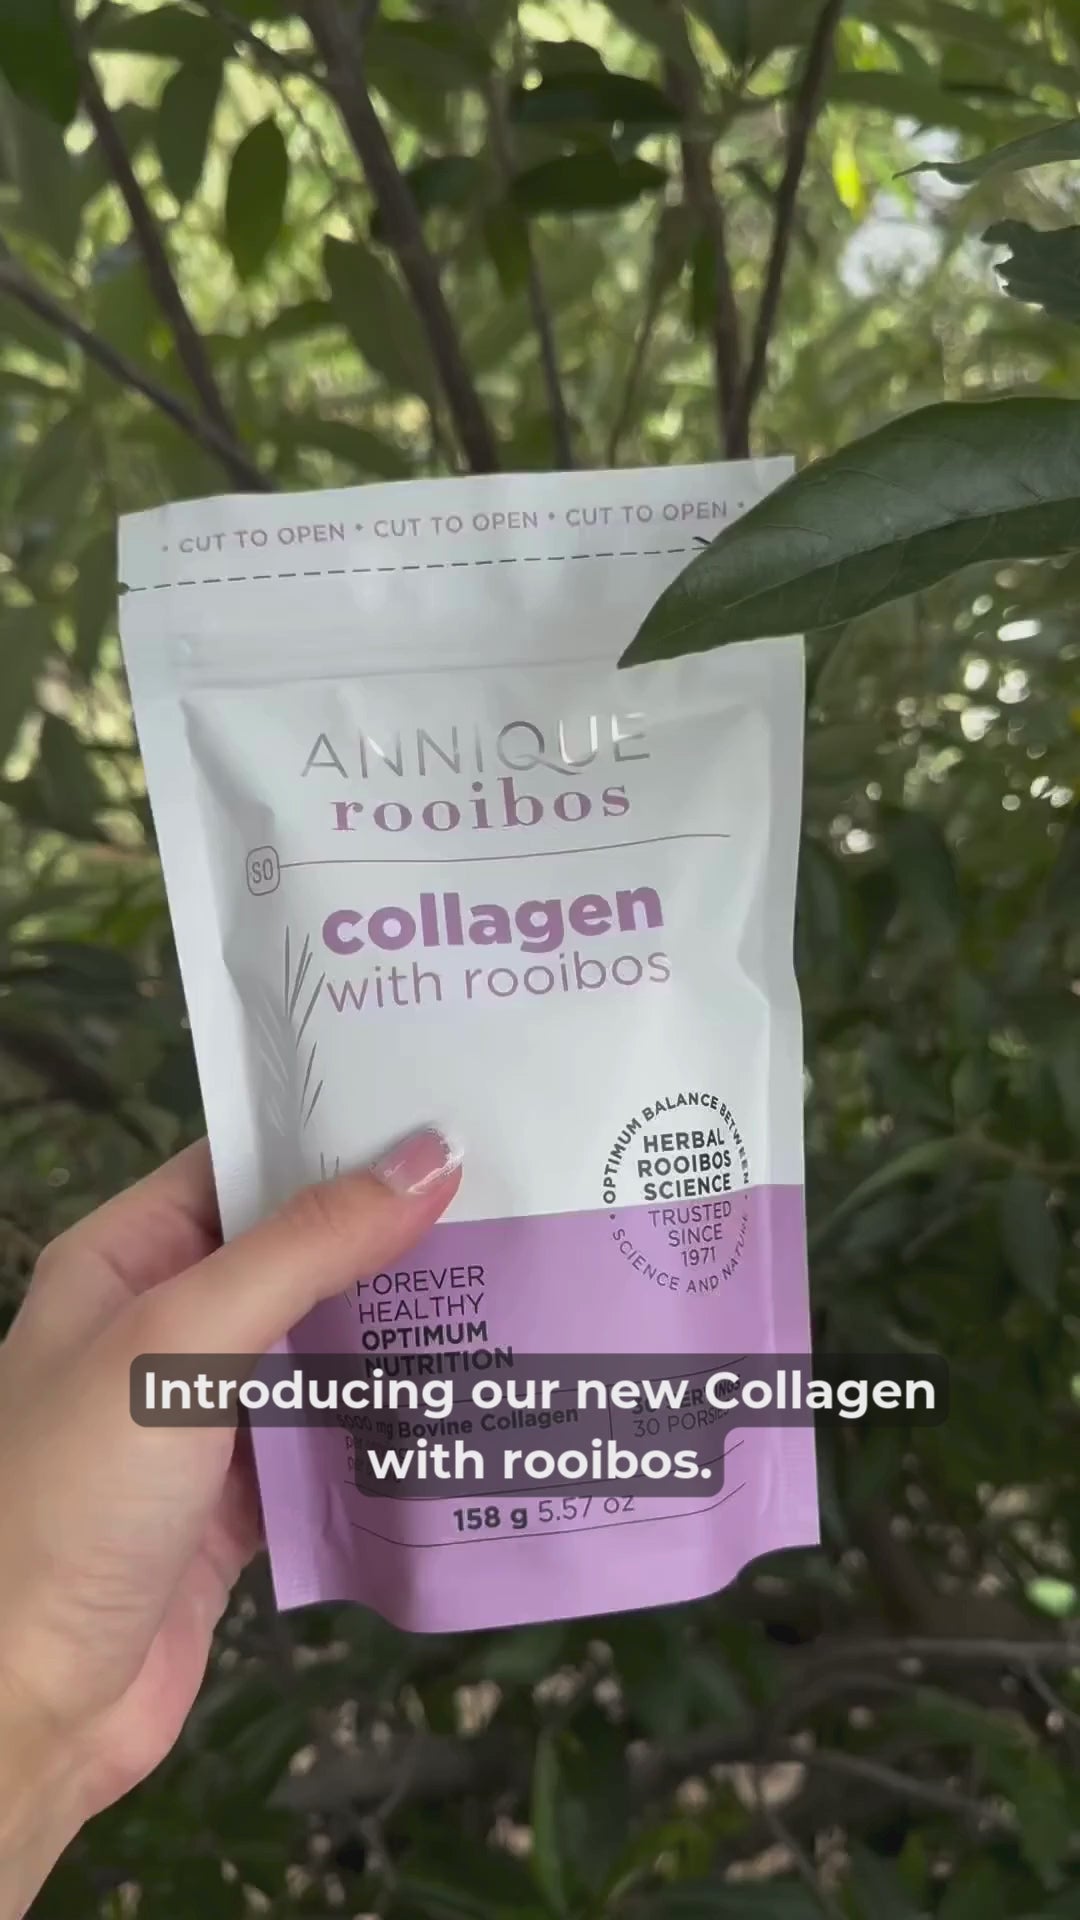 • CUT TO OPEN • CUT TO OPEN • CUT TO OPEN •
ANNIQUE
rooibos
SO
collagen
with rooibos
OPTIMUM BALANCE BETWEEN
HERBAL
ROOIBOS
SCIENCE
TRUSTED
SINCE
1971
• SCIENCE AND NATURE •
FOREVER
HEALTHY
OPTIMUM
NUTRITION
Introducing our new Collagen
with rooibos.
5000 mg Bovine Collagen
30
158 g 5.57 oz